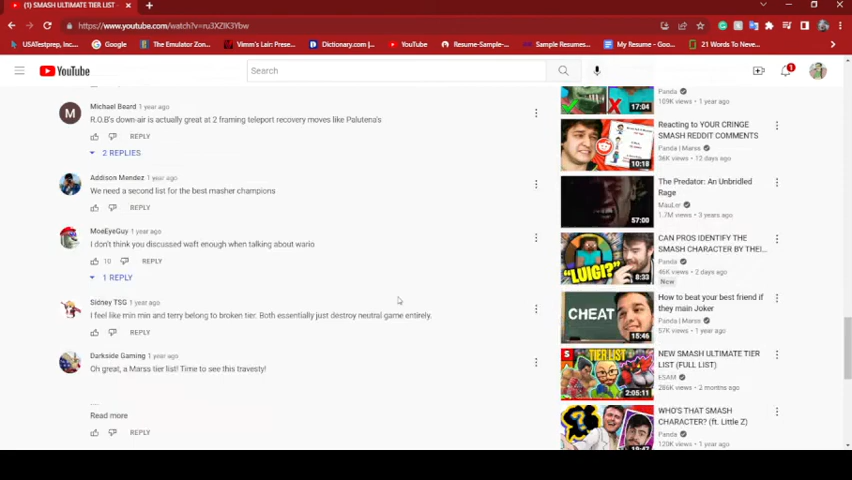 (1) SMASH ULTIMATE TIER LIST -
https://www.youtube.com/watch?v=ru3XZIK3Ybw
USATestprep, Inc....
Google
The Emulator Zon...
Vimm's Lair: Prese...
Dictionary.com |...
YouTube
Resume-Sample-...
Sample Resumes...
My Resume - Goo...
21 Words To Neve...
YouTube
Search
1
M
Michael Beard 1 year ago
R.O.B's down-air is actually great at 2 framing teleport recovery moves like Palutena's
REPLY
2 REPLIES
Addison Mendez 1 year ago
We need a second list for the best masher champions
REPLY
MoeEyeGuy 1 year ago
I don't think you discussed waft enough when talking about wario
10 REPLY
1 REPLY
Sidney TSG 1 year ago
I feel like min min and terry belong to broken tier. Both essentially just destroy neutral game entirely.
REPLY
Darkside Gaming 1 year ago
Oh great, a Marss tier list! Time to see this travesty!
Read more
REPLY
17:04
Panda
109K views • 1 year ago
10:18
Reacting to YOUR CRINGE
SMASH REDDIT COMMENTS
Panda | Marss
36K views • 12 days ago
57:00
The Predator: An Unbridled
Rage
MauLer
1.7M views • 3 years ago
"LUIGI?"
8:33
CAN PROS IDENTIFY THE
SMASH CHARACTER BY THEI...
Panda
46K views • 2 days ago
New
CHEAT
15:46
How to beat your best friend if
they main Joker
Panda | Marss
57K views • 1 year ago
S
TIER LIST
2:05:11
NEW SMASH ULTIMATE TIER
LIST (FULL LIST)
ESAM
286K views • 2 months ago
WHO'S THAT SMASH
CHARACTER? (ft. Little Z)
Panda
120K views • 1 year ago